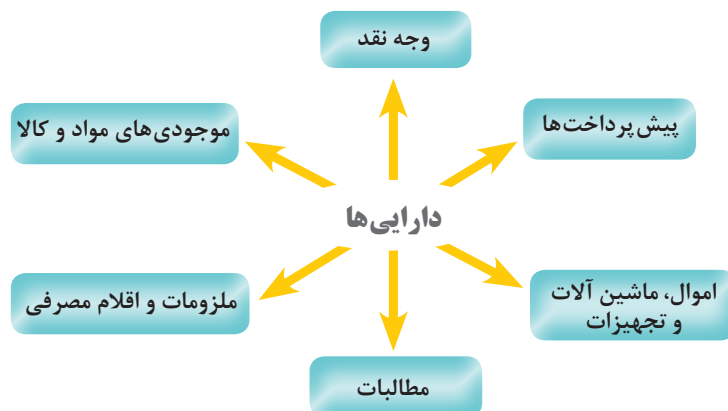 وجه نقد
پیش‌پرداخت‌ها
موجودی‌های مواد و کالا
دارایی‌ها
اموال، ماشین آلات
و تجهیزات
ملزومات و اقلام مصرفی
مطالبات